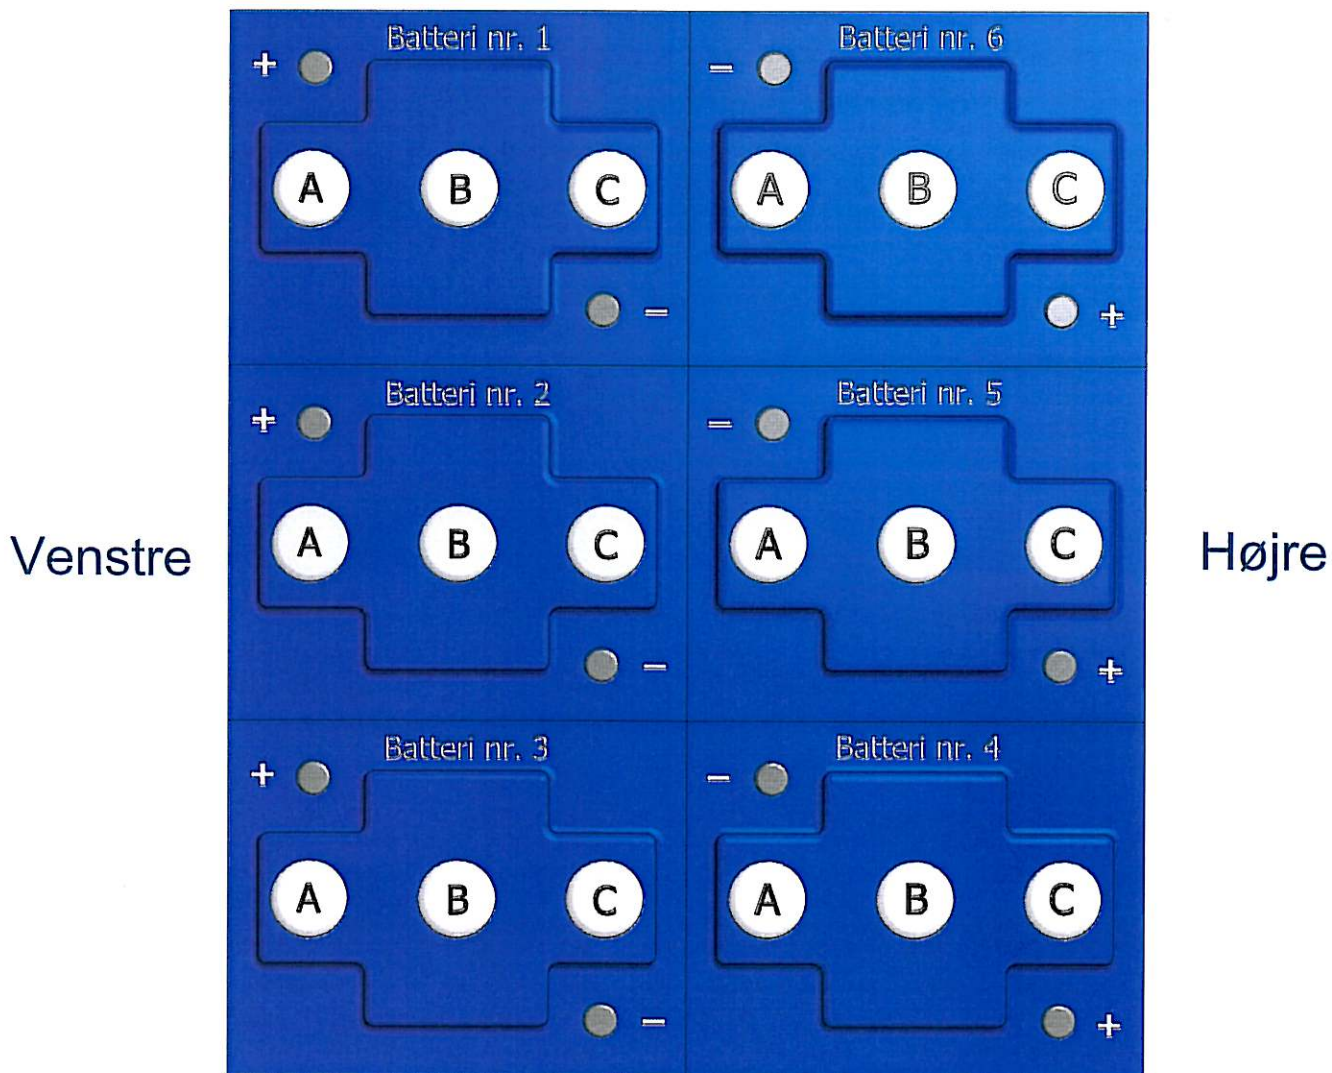 Batteri nr. 1
+
A B C
−
Batteri nr. 6
−
A B C
+
Batteri nr. 2
+
A B C
−
Batteri nr. 5
−
A B C
+
Venstre
Højre
Batteri nr. 3
+
A B C
−
Batteri nr. 4
−
A B C
+